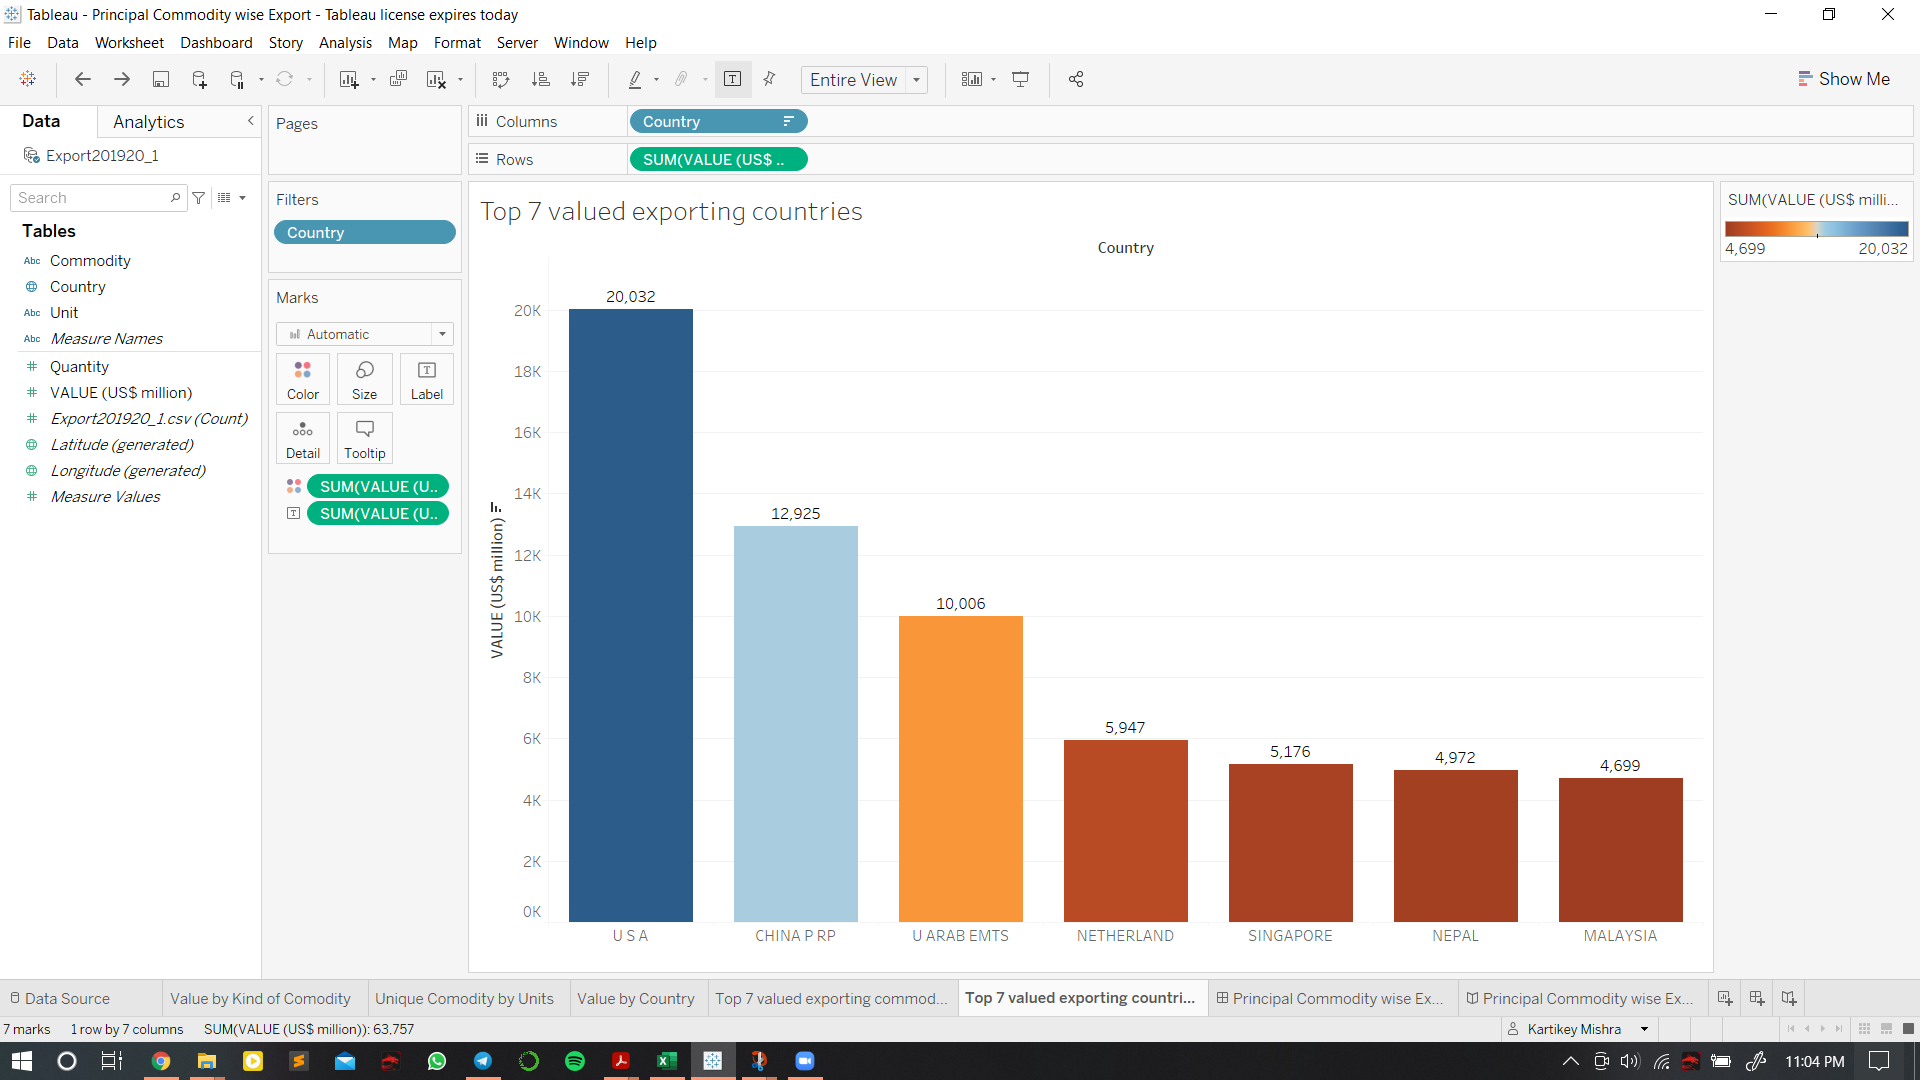 Tableau - Principal Commodity wise Export - Tableau license expires today
File Data Worksheet Dashboard Story Analysis Map Format Server Window Help
Entire View
Show Me
Data
Analytics
Export201920_1
Search
Tables
Abc Commodity
Country
Abc Unit
Abc Measure Names
Quantity
VALUE (US$ million)
Export201920_1.csv (Count)
Latitude (generated)
Longitude (generated)
Measure Values
Pages
Filters
Country
Marks
Automatic
Color Size Label
Detail Tooltip
SUM(VALUE (U..
SUM(VALUE (U..
Columns Country
Rows SUM(VALUE (US$ ..
Top 7 valued exporting countries
Country
VALUE (US$ million)
20K
18K
16K
14K
12K
10K
8K
6K
4K
2K
0K
20,032
12,925
10,006
5,947
5,176
4,972
4,699
U S A CHINA P RP U ARAB EMTS NETHERLAND SINGAPORE NEPAL MALAYSIA
SUM(VALUE (US$ milli...
4,699 20,032
Data Source Value by Kind of Comodity Unique Comodity by Units Value by Country Top 7 valued exporting commod... Top 7 valued exporting countri... Principal Commodity wise Ex... Principal Commodity wise Ex...
7 marks 1 row by 7 columns SUM(VALUE (US$ million)): 63,757 Kartikey Mishra
11:04 PM